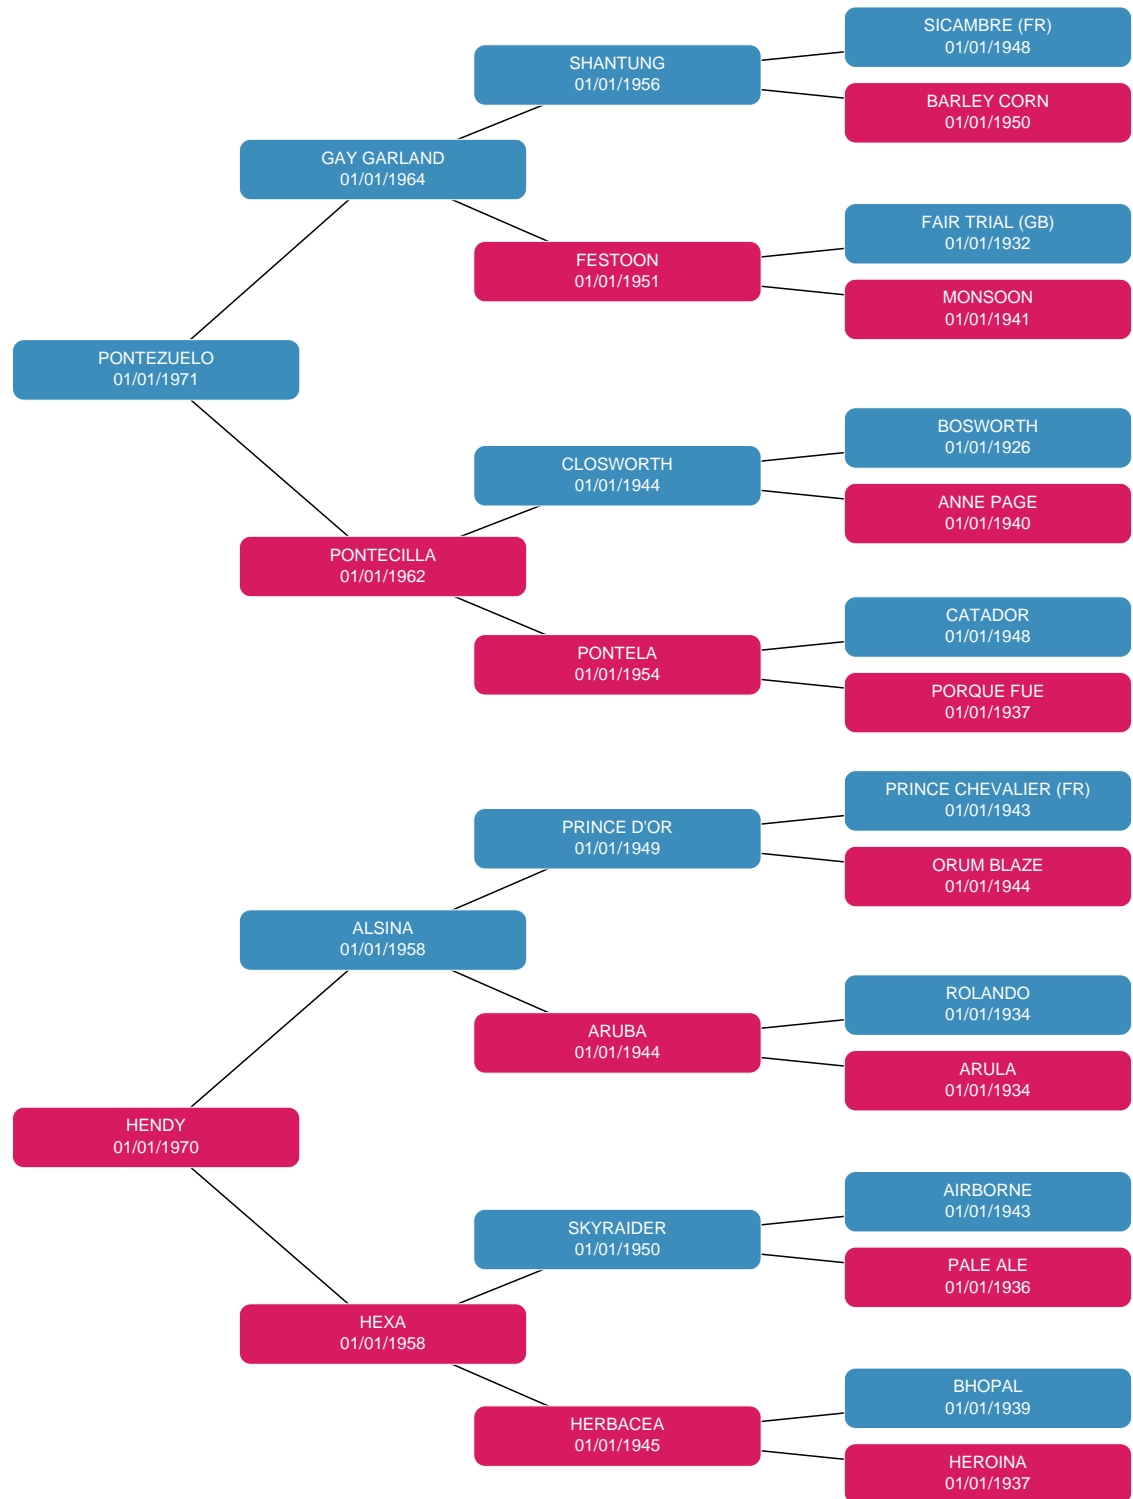 SICAMBRE (FR)
01/01/1948
SHANTUNG
01/01/1956
BARLEY CORN
01/01/1950
GAY GARLAND
01/01/1964
FAIR TRIAL (GB)
01/01/1932
FESTOON
01/01/1951
MONSOON
01/01/1941
PONTEZUELO
01/01/1971
BOSWORTH
01/01/1926
CLOSWORTH
01/01/1944
ANNE PAGE
01/01/1940
PONTECILLA
01/01/1962
CATADOR
01/01/1948
PONTELA
01/01/1954
PORQUE FUE
01/01/1937
PRINCE CHEVALIER (FR)
01/01/1943
PRINCE D'OR
01/01/1949
ORUM BLAZE
01/01/1944
ALSINA
01/01/1958
ROLANDO
01/01/1934
ARUBA
01/01/1944
ARULA
01/01/1934
HENDY
01/01/1970
AIRBORNE
01/01/1943
SKYRAIDER
01/01/1950
PALE ALE
01/01/1936
HEXA
01/01/1958
BHOPAL
01/01/1939
HERBACEA
01/01/1945
HEROINA
01/01/1937